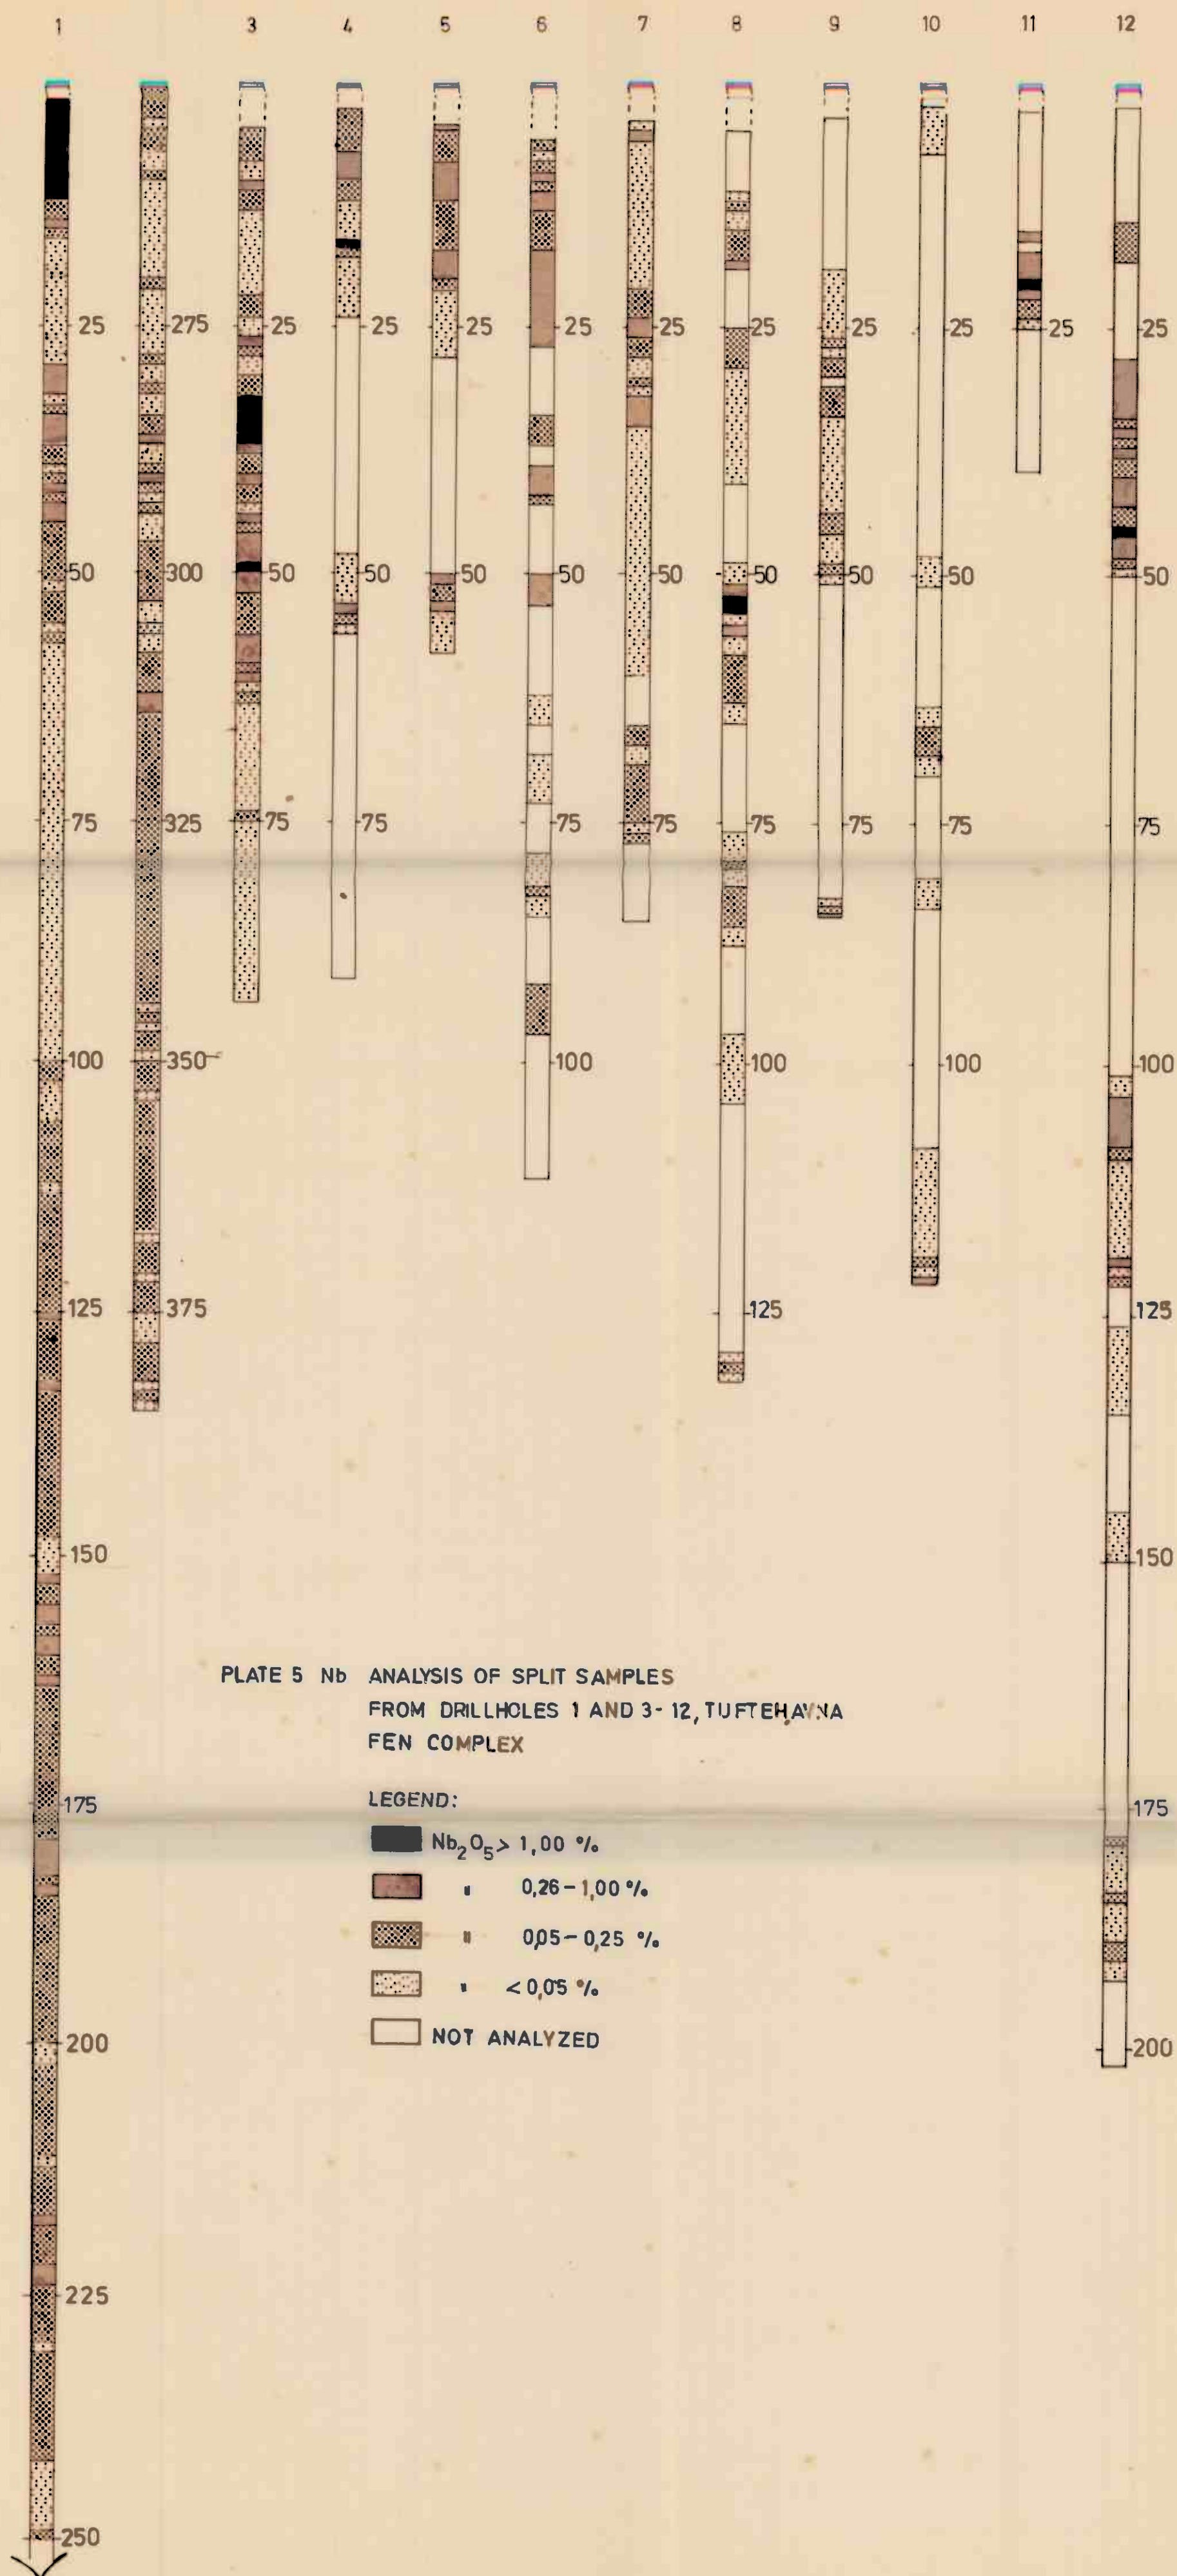 1 3 4 5 6 7 8 9 10 11 12
25 275 25 25 25 25 25 25 25 25 25 25
50 300 50 50 50 50 50 50 50 50 50
75 325 75 75 75 75 75 75 75 75
100 350 100 100 100 100
125 375 125 125
150 150
PLATE 5 Nb ANALYSIS OF SPLIT SAMPLES
FROM DRILLHOLES 1 AND 3-12, TUFTEHAVNA
FEN COMPLEX
LEGEND:
175 175
Nb₂O₅ > 1,00 %
" 0,26-1,00 %
" 0,05-0,25 %
" < 0,05 %
NOT ANALYZED
200 200
225
250